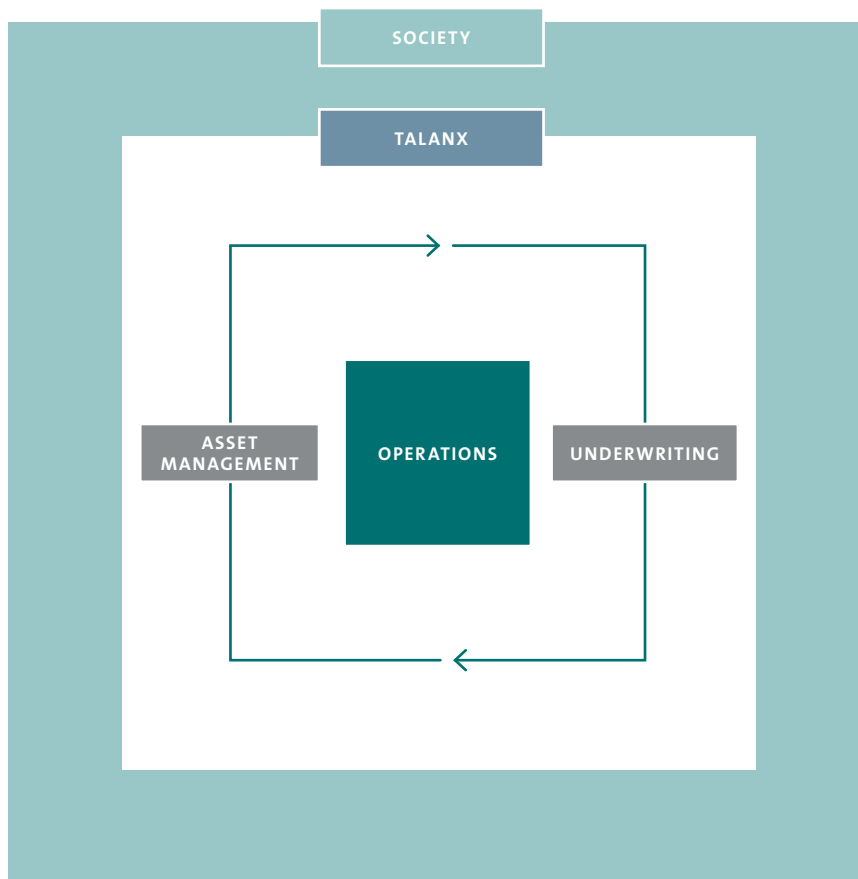 SOCIETY
TALANX
ASSET
MANAGEMENT
OPERATIONS
UNDERWRITING